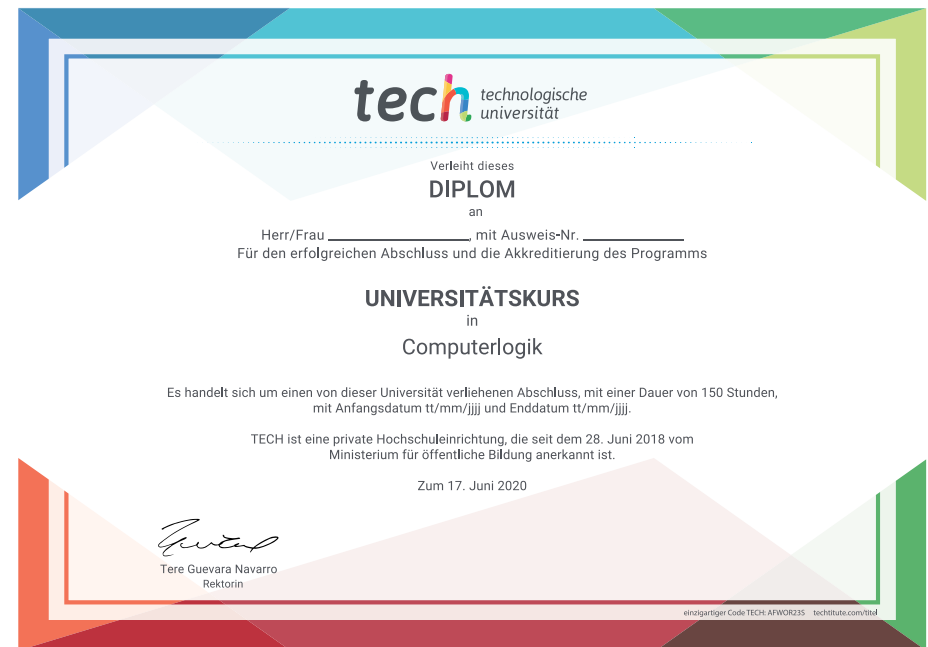 tech technologische
universität
Verleiht dieses
DIPLOM
an
Herr/Frau , mit Ausweis-Nr.
Für den erfolgreichen Abschluss und die Akkreditierung des Programms
UNIVERSITÄTSKURS
in
Computerlogik
Es handelt sich um einen von dieser Universität verliehenen Abschluss, mit einer Dauer von 150 Stunden,
mit Anfangsdatum tt/mm/jjjj und Enddatum tt/mm/jjjj.
TECH ist eine private Hochschuleinrichtung, die seit dem 28. Juni 2018 vom
Ministerium für öffentliche Bildung anerkannt ist.
Zum 17. Juni 2020
Tere Guevara Navarro
Rektorin
einzigartiger Code TECH: AFWOR23S techtitute.com/titel